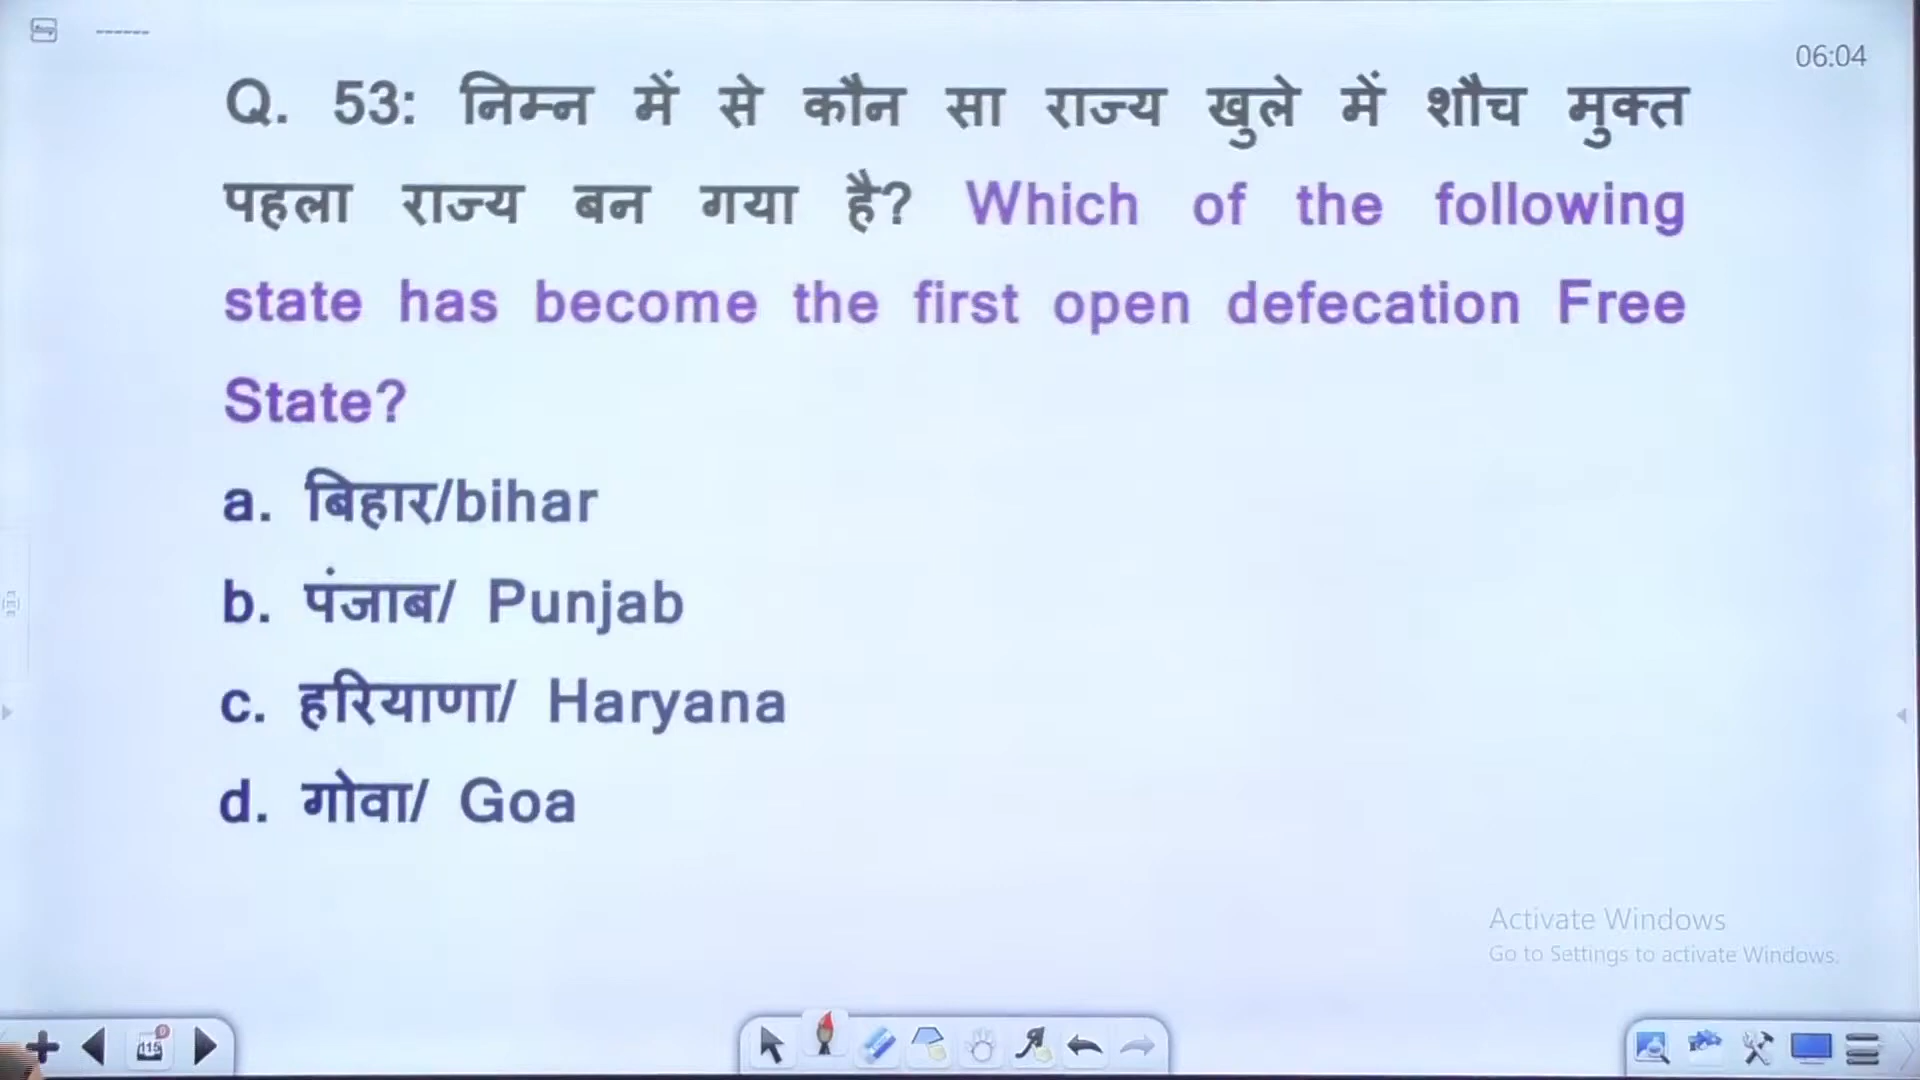 06:04
Q. 53: निम्न में से कौन सा राज्य खुले में शौच मुक्त
पहला राज्य बन गया है? Which of the following
state has become the first open defecation Free
State?
a. बिहार/bihar
b. पंजाब/ Punjab
c. हरियाणा/ Haryana
d. गोवा/ Goa
Activate Windows
Go to Settings to activate Windows.
115